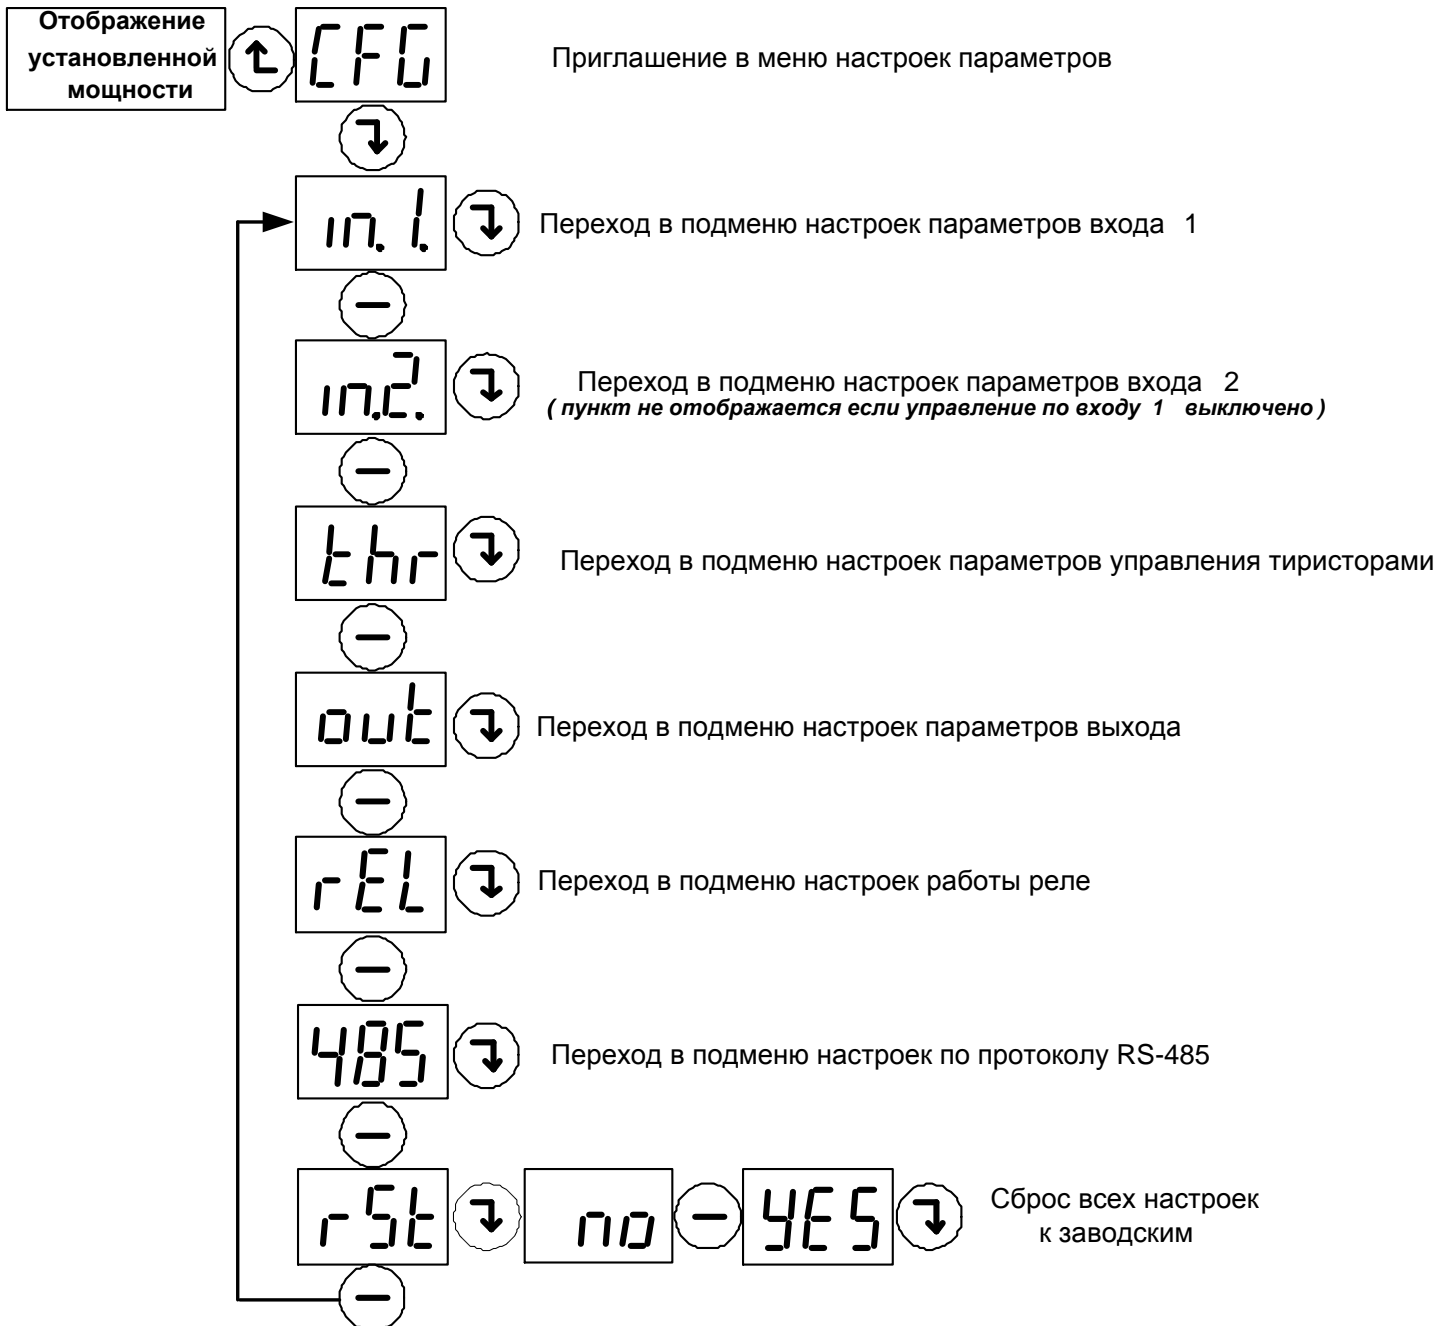 Отображение
установленной
мощности
CFG
Приглашение в меню настроек параметров
in.1.
Переход в подменю настроек параметров входа 1
in.2.
Переход в подменю настроек параметров входа 2
( пункт не отображается если управление по входу 1 выключено )
thr
Переход в подменю настроек параметров управления тиристорами
out
Переход в подменю настроек параметров выхода
rEL
Переход в подменю настроек работы реле
485
Переход в подменю настроек по протоколу RS-485
rSt
no
YES
Сброс всех настроек
к заводским